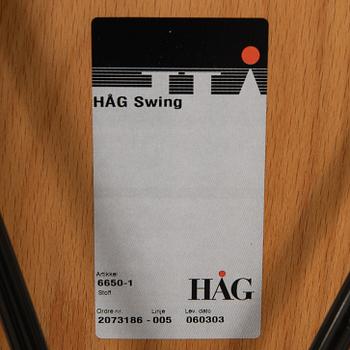 HÅG Swing
Artikkel
6650-1
Stoff
HÅG
Ordre nr. Linje Lev. dato
2073186 - 005 060303